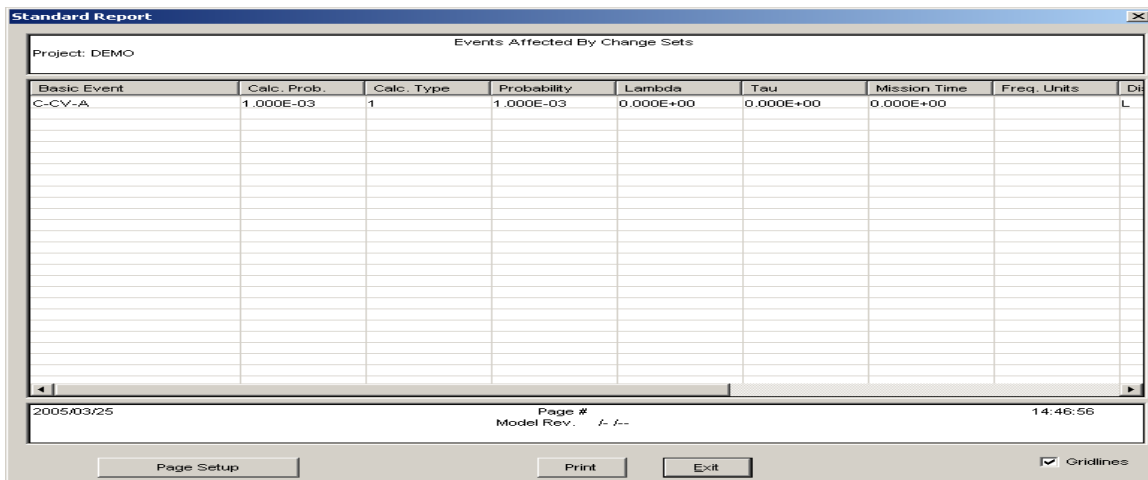 Standard Report
Events Affected By Change Sets
Project: DEMO
Basic Event Calc. Prob. Calc. Type Probability Lambda Tau Mission Time Freq. Units Di
C-CV-A 1.000E-03 1 1.000E-03 0.000E+00 0.000E+00 0.000E+00 L
2005/03/25 Page # 14:46:56
Model Rev. /- /--
Page Setup Print Exit Gridlines